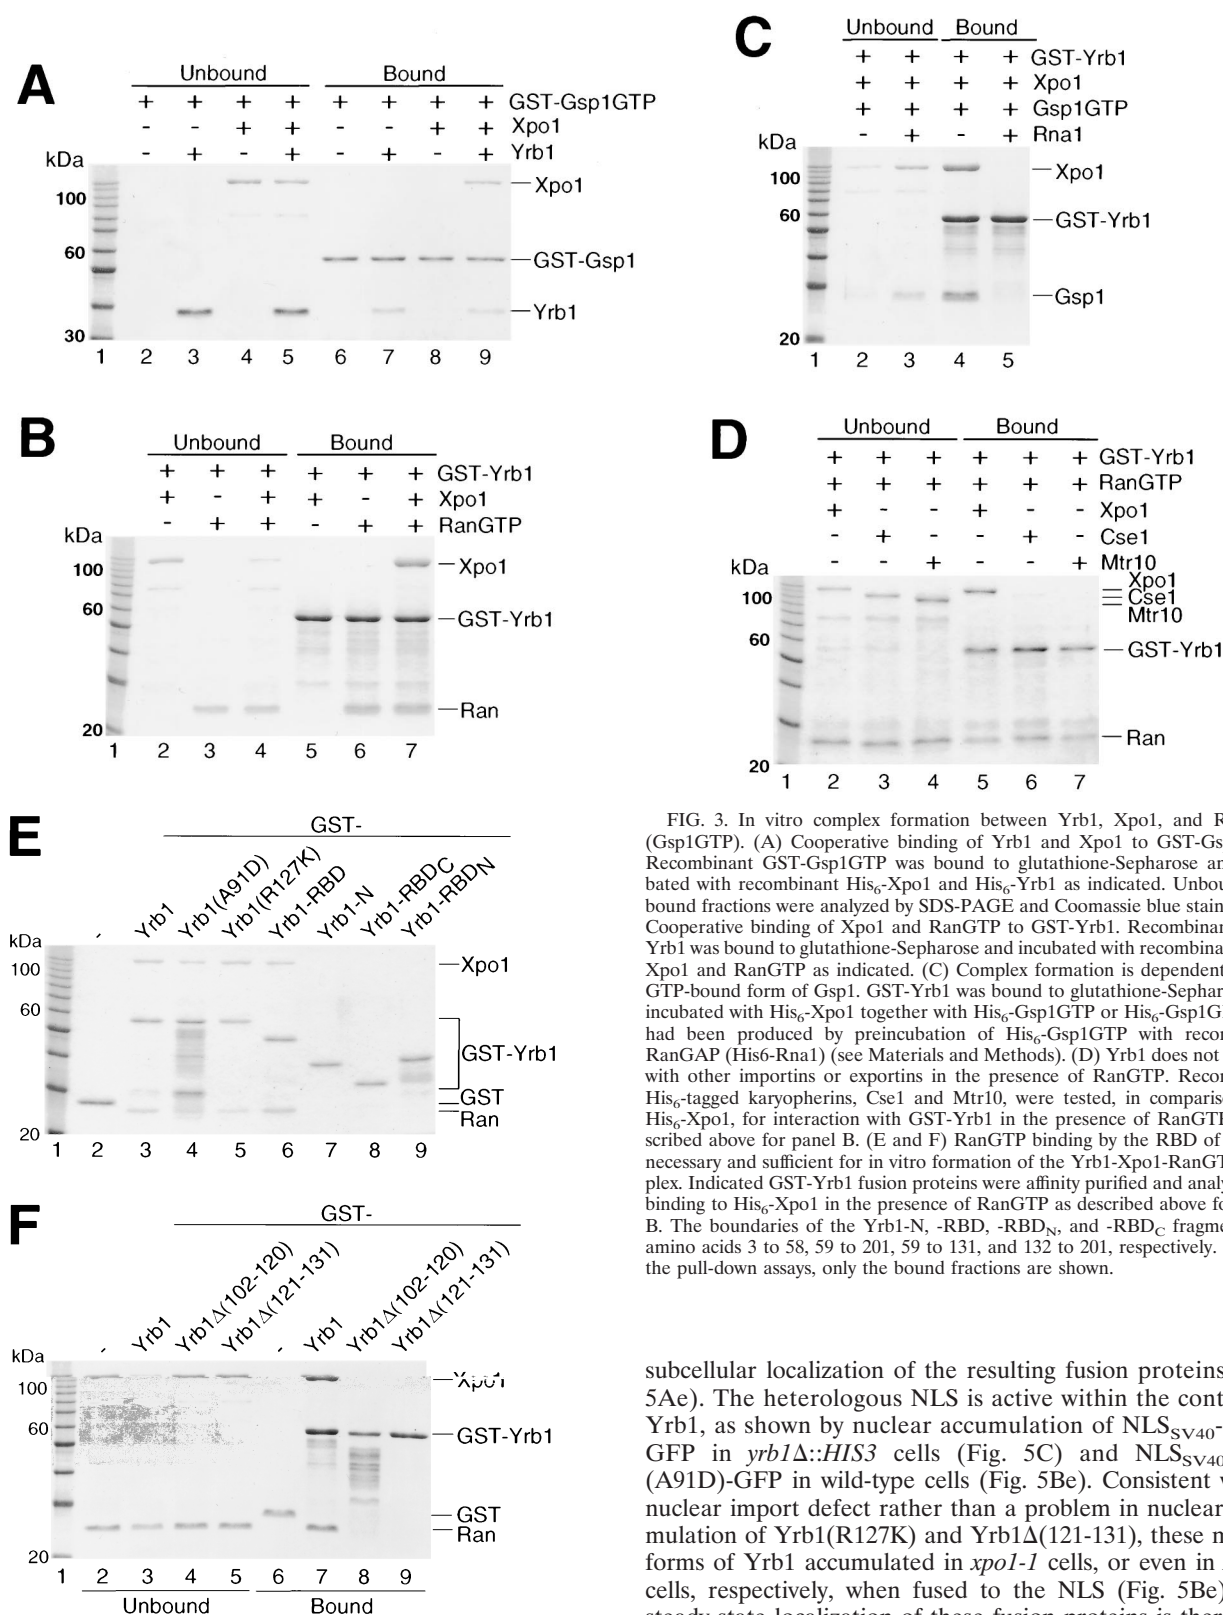 A
Unbound Bound
+ + + + + + + + GST-Gsp1GTP
- - + + - - + + Xpo1
- + - + - + - + Yrb1
kDa
100
60
30
Xpo1
GST-Gsp1
Yrb1
1 2 3 4 5 6 7 8 9
B
Unbound Bound
+ + + + + + GST-Yrb1
+ - + + - + Xpo1
- + + - + + RanGTP
kDa
100
60
20
Xpo1
GST-Yrb1
Ran
1 2 3 4 5 6 7
C
Unbound Bound
+ + + + GST-Yrb1
+ + + + Xpo1
+ + + + Gsp1GTP
- + - + Rna1
kDa
100
60
20
Xpo1
GST-Yrb1
Gsp1
1 2 3 4 5
D
Unbound Bound
+ + + + + + GST-Yrb1
+ + + + + + RanGTP
+ - - + - - Xpo1
- + - - + - Cse1
- - + - - + Mtr10
kDa
100
60
20
Xpo1
Cse1
Mtr10
GST-Yrb1
Ran
1 2 3 4 5 6 7
E
GST-
- Yrb1 Yrb1(A91D) Yrb1(R127K) Yrb1-RBD Yrb1-N Yrb1-RBDC Yrb1-RBDN
kDa
100
60
20
Xpo1
GST-Yrb1
GST
Ran
1 2 3 4 5 6 7 8 9
F
GST-
- Yrb1 Yrb1Δ(102-120) Yrb1Δ(121-131) - Yrb1 Yrb1Δ(102-120) Yrb1Δ(121-131)
kDa
100
60
20
Xpo1
GST-Yrb1
GST
Ran
1 2 3 4 5 6 7 8 9
Unbound Bound
FIG. 3. In vitro complex formation between Yrb1, Xpo1, and R
(Gsp1GTP). (A) Cooperative binding of Yrb1 and Xpo1 to GST-Gs
Recombinant GST-Gsp1GTP was bound to glutathione-Sepharose an
bated with recombinant His6-Xpo1 and His6-Yrb1 as indicated. Unbou
bound fractions were analyzed by SDS-PAGE and Coomassie blue stain
Cooperative binding of Xpo1 and RanGTP to GST-Yrb1. Recombinan
Yrb1 was bound to glutathione-Sepharose and incubated with recombina
Xpo1 and RanGTP as indicated. (C) Complex formation is dependent
GTP-bound form of Gsp1. GST-Yrb1 was bound to glutathione-Sephar
incubated with His6-Xpo1 together with His6-Gsp1GTP or His6-Gsp1G
had been produced by preincubation of His6-Gsp1GTP with recon
RanGAP (His6-Rna1) (see Materials and Methods). (D) Yrb1 does not
with other importins or exportins in the presence of RanGTP. Recor
His6-tagged karyopherins, Cse1 and Mtr10, were tested, in comparis
His6-Xpo1, for interaction with GST-Yrb1 in the presence of RanGTP
scribed above for panel B. (E and F) RanGTP binding by the RBD of
necessary and sufficient for in vitro formation of the Yrb1-Xpo1-RanGT
plex. Indicated GST-Yrb1 fusion proteins were affinity purified and analy
binding to His6-Xpo1 in the presence of RanGTP as described above fo
B. The boundaries of the Yrb1-N, -RBD, -RBDN, and -RBDC fragme
amino acids 3 to 58, 59 to 201, 59 to 131, and 132 to 201, respectively.
the pull-down assays, only the bound fractions are shown.
subcellular localization of the resulting fusion proteins
5Ae). The heterologous NLS is active within the cont
Yrb1, as shown by nuclear accumulation of NLSSV40-
GFP in yrb1Δ::HIS3 cells (Fig. 5C) and NLSSV40
(A91D)-GFP in wild-type cells (Fig. 5Be). Consistent
nuclear import defect rather than a problem in nuclear
mulation of Yrb1(R127K) and Yrb1Δ(121-131), these m
forms of Yrb1 accumulated in xpo1-1 cells, or even in
cells, respectively, when fused to the NLS (Fig. 5Be)
steady-state localization of these fusion proteins is ther